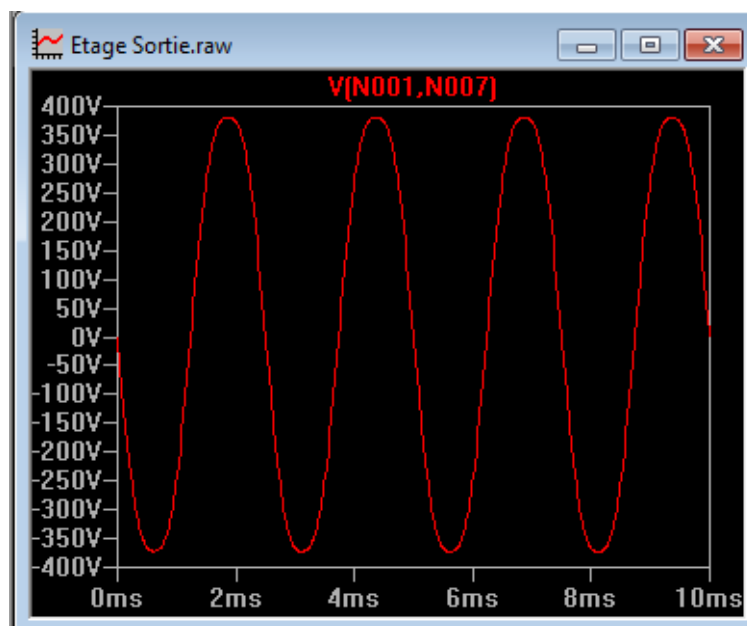 Etage Sortie.raw
V(N001,N007)
400V
350V
300V
250V
200V
150V
100V
50V
0V
-50V
-100V
-150V
-200V
-250V
-300V
-350V
-400V
0ms 2ms 4ms 6ms 8ms 10ms